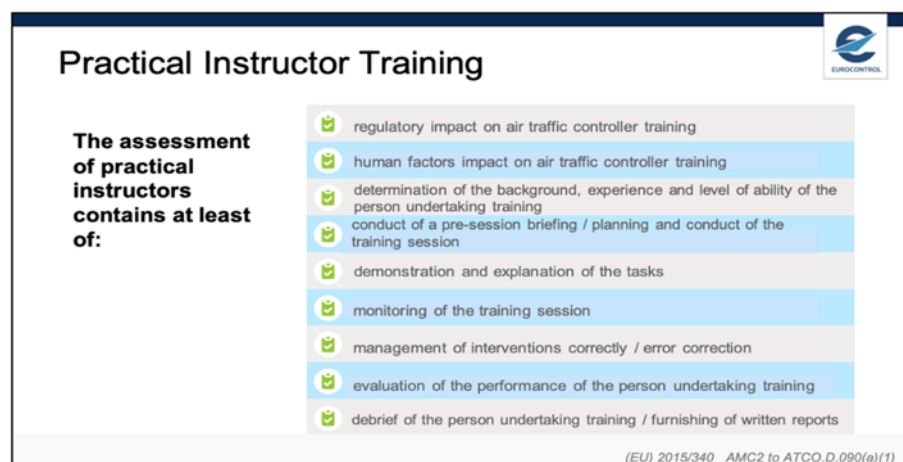 Practical Instructor Training
EUROCONTROL
The assessment
of practical
instructors
contains at least
of:
regulatory impact on air traffic controller training
human factors impact on air traffic controller training
determination of the background, experience and level of ability of the
person undertaking training
conduct of a pre-session briefing / planning and conduct of the
training session
demonstration and explanation of the tasks
monitoring of the training session
management of interventions correctly / error correction
evaluation of the performance of the person undertaking training
debrief of the person undertaking training / furnishing of written reports
(EU) 2015/340 AMC2 to ATCO.D.090(a)(1)